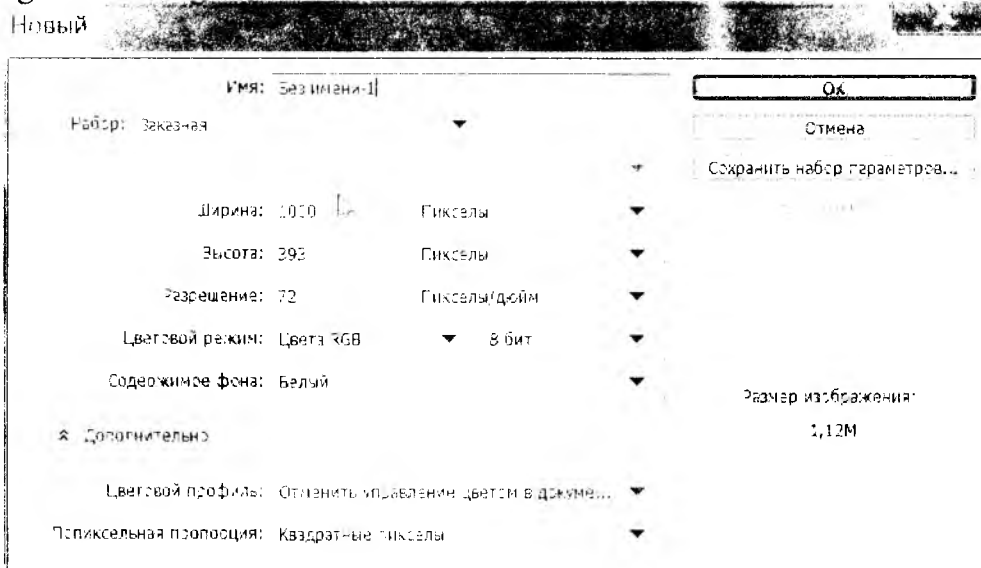 Новый
Имя: Без имени-1
OK
Набор: Заказная
Отмена
Сохранить набор параметров...
Ширина: 1000 Пикселы
Высота: 393 Пикселы
Разрешение: 72 Пикселы/дюйм
Цветовой режим: Цвета RGB 8 бит
Содержимое фона: Белый
Размер изображения:
1,12M
Дополнительно
Цветовой профиль: Отменить управление цветом в докуме...
Попиксельная пропорция: Квадратные пикселы